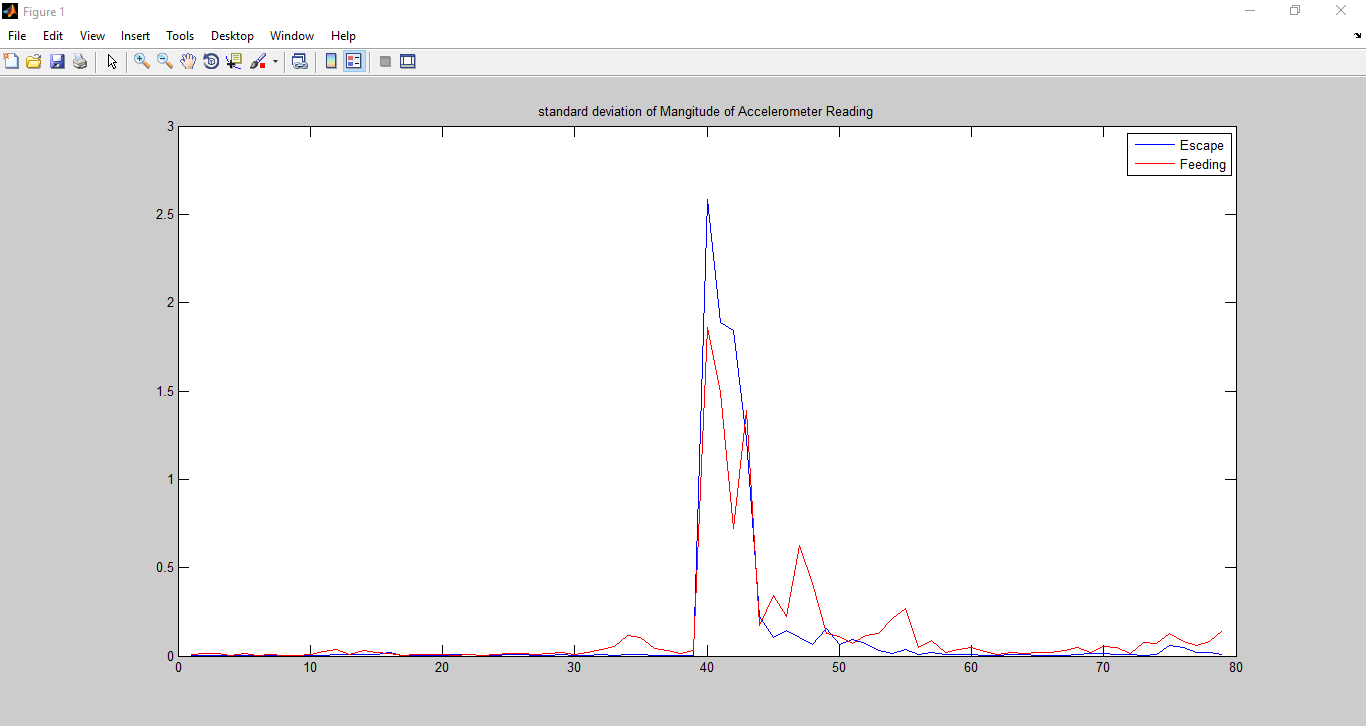 Figure 1
File Edit View Insert Tools Desktop Window Help
standard deviation of Mangitude of Accelerometer Reading
3
2.5
2
1.5
1
0.5
0
Escape
Feeding
0 10 20 30 40 50 60 70 80